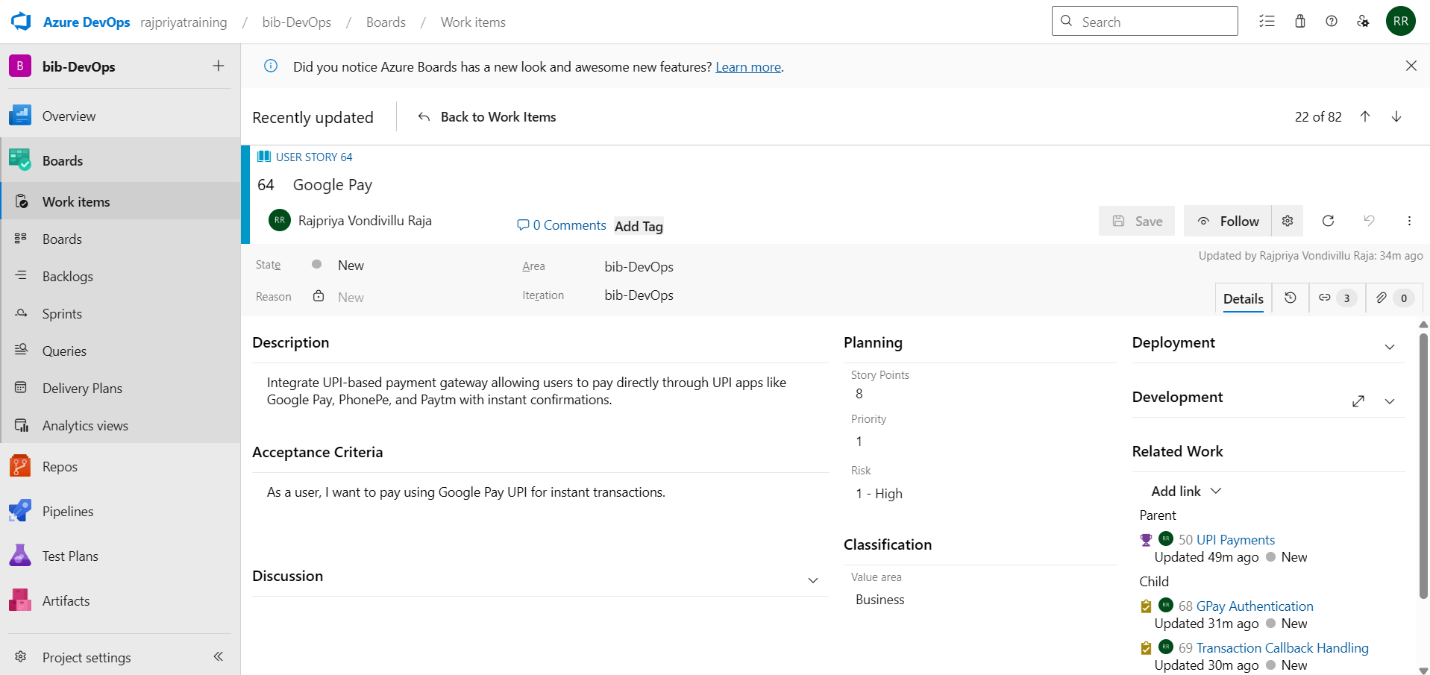 Azure DevOps rajpriyatraining / bib-DevOps / Boards / Work items Search RR
B bib-DevOps
Did you notice Azure Boards has a new look and awesome new features? Learn more.
Overview
Boards
Work items
Boards
Backlogs
Sprints
Queries
Delivery Plans
Analytics views
Repos
Pipelines
Test Plans
Artifacts
Project settings
Recently updated Back to Work Items 22 of 82
USER STORY 64
64 Google Pay
RR Rajpriya Vondivillu Raja 0 Comments Add Tag Save Follow
Updated by Rajpriya Vondivillu Raja: 34m ago
State New Area bib-DevOps
Reason New Iteration bib-DevOps
Details 3 0
Description
Integrate UPI-based payment gateway allowing users to pay directly through UPI apps like
Google Pay, PhonePe, and Paytm with instant confirmations.
Acceptance Criteria
As a user, I want to pay using Google Pay UPI for instant transactions.
Discussion
Planning
Story Points
8
Priority
1
Risk
1 - High
Classification
Value area
Business
Deployment
Development
Related Work
Add link
Parent
RR 50 UPI Payments
Updated 49m ago New
Child
RR 68 GPay Authentication
Updated 31m ago New
RR 69 Transaction Callback Handling
Updated 30m ago New